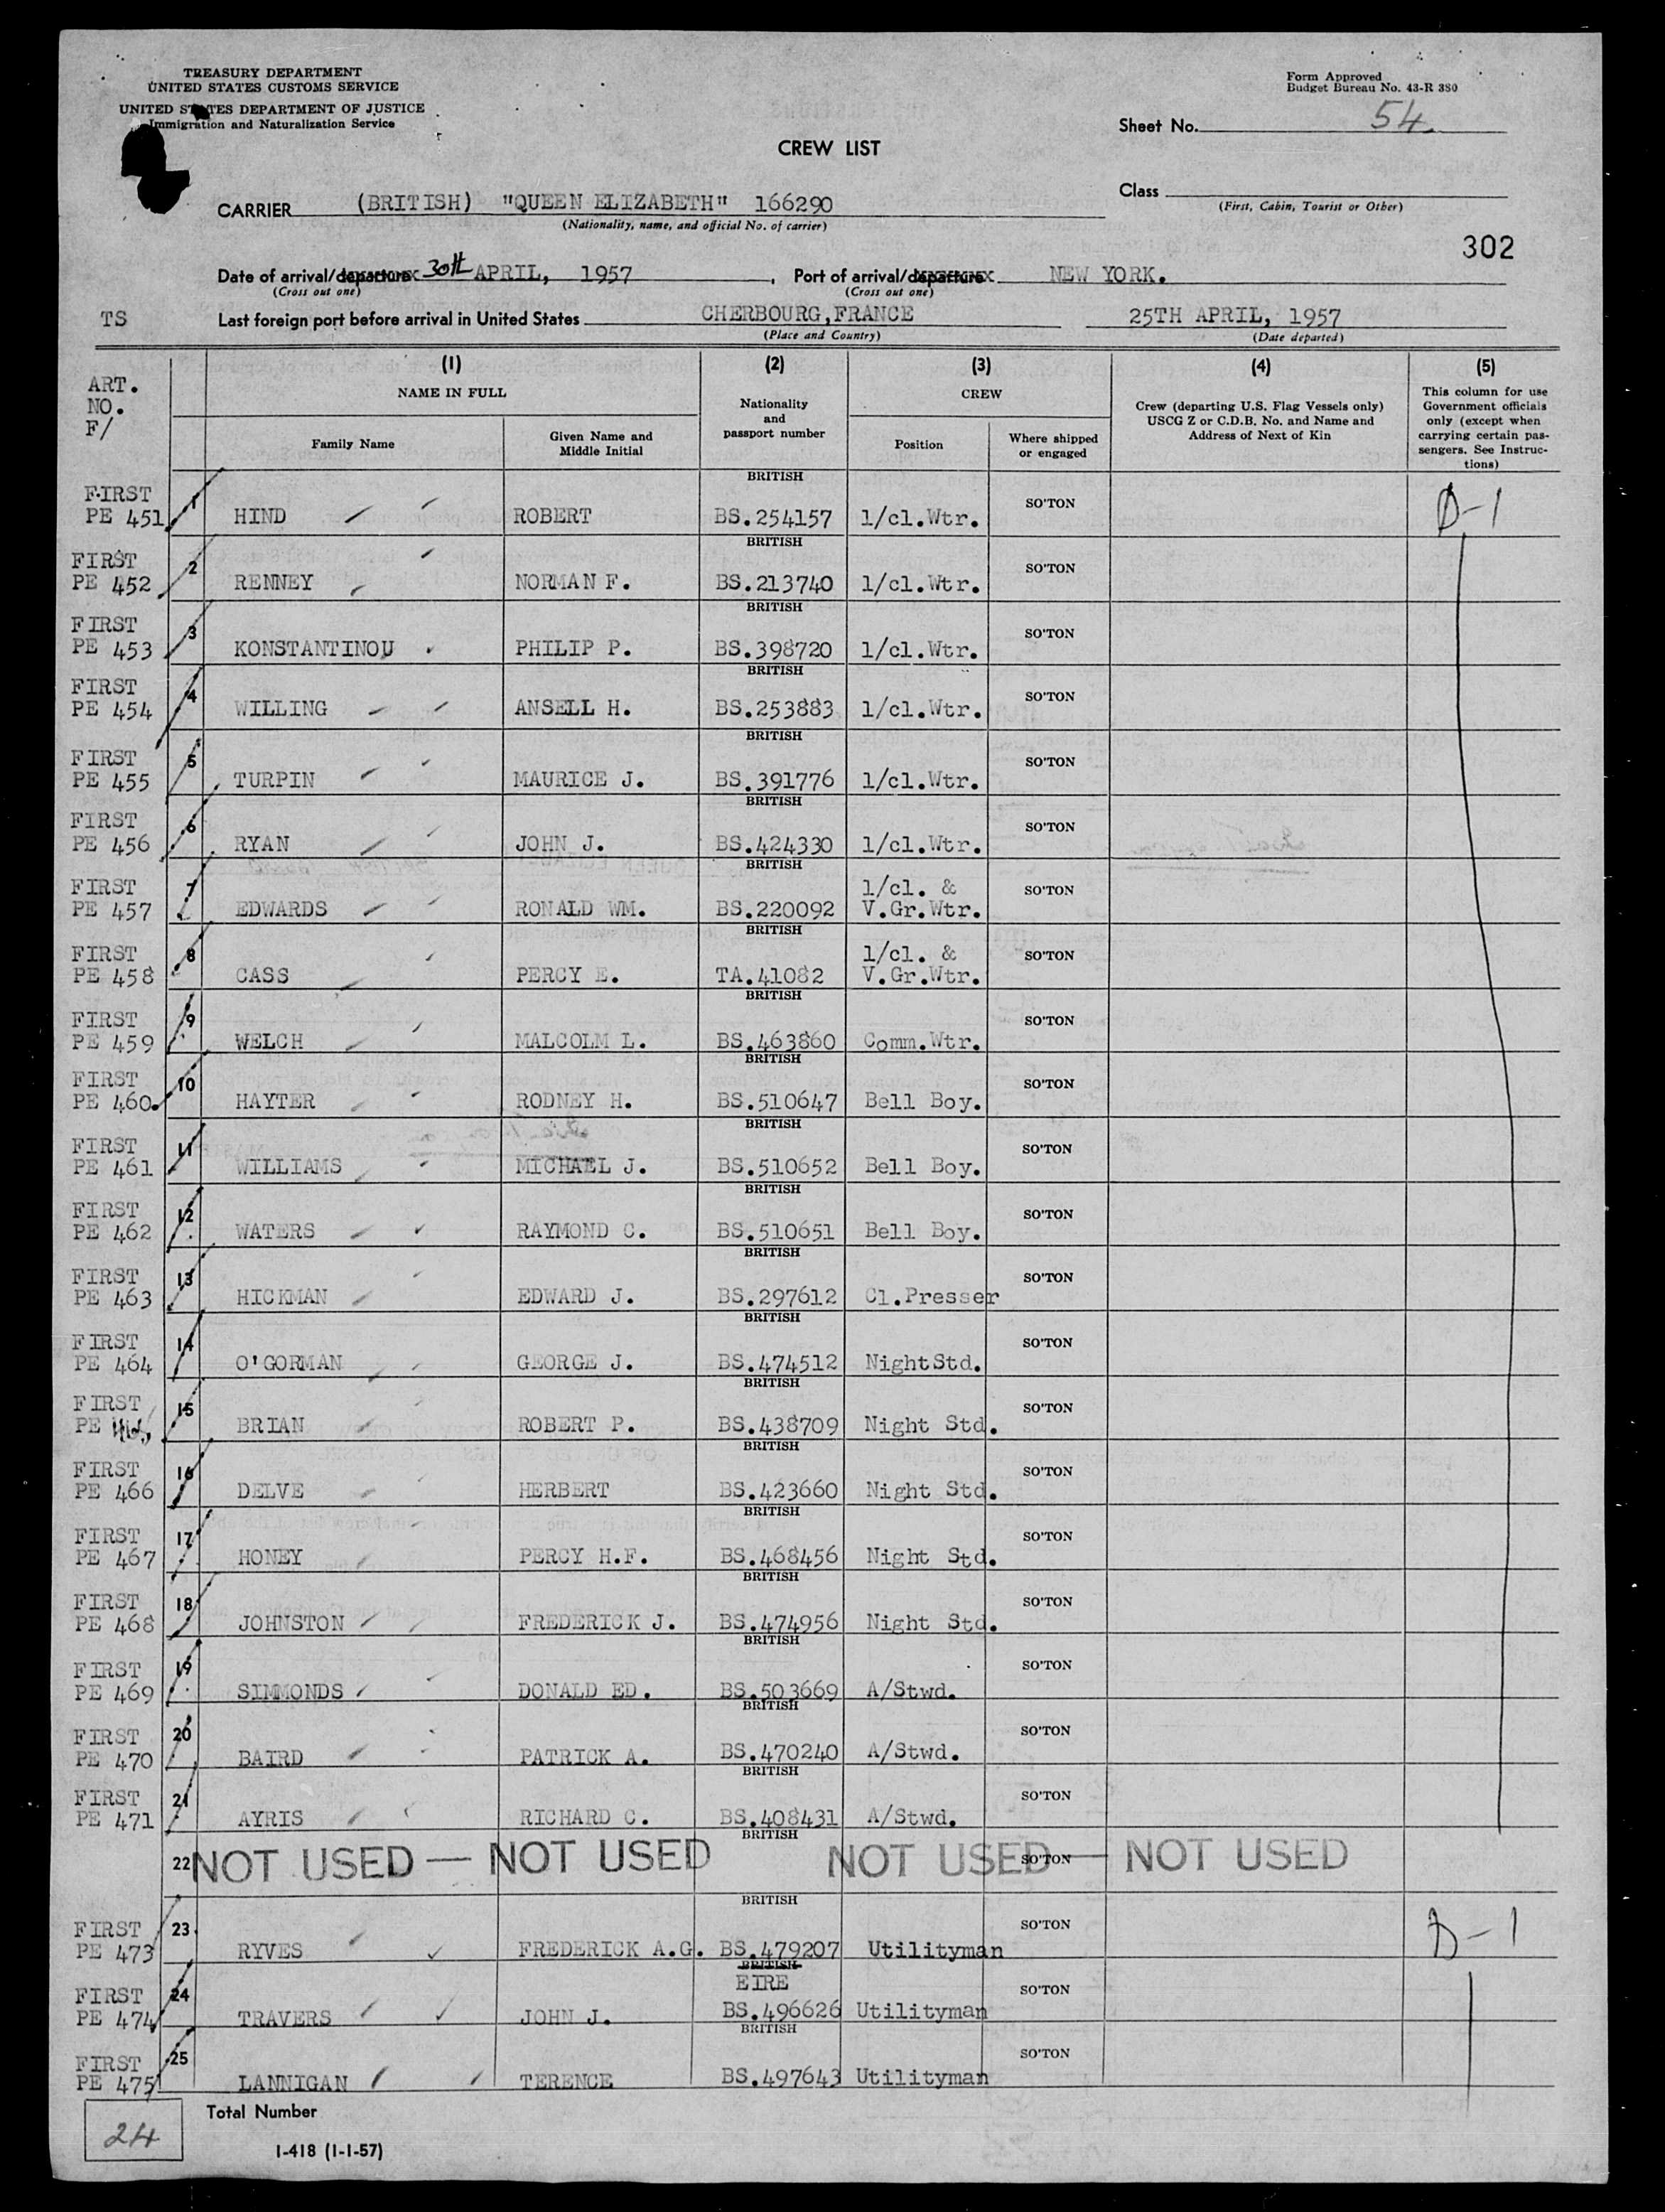 TREASURY DEPARTMENT
UNITED STATES CUSTOMS SERVICE
UNITED STATES DEPARTMENT OF JUSTICE
Immigration and Naturalization Service
Form Approved
Budget Bureau No. 43-R 380
Sheet No. 54
CREW LIST
Class
(First, Cabin, Tourist or Other)
CARRIER (BRITISH) "QUEEN ELIZABETH" 166290
(Nationality, name, and official No. of carrier)
302
Date of arrival/departure 30th APRIL, 1957, Port of arrival/departure NEW YORK.
(Cross out one) (Cross out one)
TS Last foreign port before arrival in United States CHERBOURG, FRANCE 25TH APRIL, 1957
(Place and Country) (Date departed)
ART. NO. F/
(1) (2) (3) (4) (5)
NAME IN FULL
Family Name
Given Name and Middle Initial
Nationality and passport number
CREW
Position
Where shipped or engaged
Crew (departing U.S. Flag Vessels only)
USCG Z or C.D.B. No. and Name and
Address of Next of Kin
This column for use
Government officials
only (except when
carrying certain pas-
sengers. See Instruc-
tions)
FIRST PE 451 1 HIND ROBERT BRITISH BS.254157 1/cl.Wtr. SO'TON D-1
FIRST PE 452 2 RENNEY NORMAN F. BRITISH BS.213740 1/cl.Wtr. SO'TON
FIRST PE 453 3 KONSTANTINOU PHILIP P. BRITISH BS.398720 1/cl.Wtr. SO'TON
FIRST PE 454 4 WILLING ANSELL H. BRITISH BS.253883 1/cl.Wtr. SO'TON
FIRST PE 455 5 TURPIN MAURICE J. BRITISH BS.391776 1/cl.Wtr. SO'TON
FIRST PE 456 6 RYAN JOHN J. BRITISH BS.424330 1/cl.Wtr. SO'TON
FIRST PE 457 7 EDWARDS RONALD WM. BRITISH BS.220092 1/cl. & V.Gr.Wtr. SO'TON
FIRST PE 458 8 CASS PERCY E. BRITISH TA.41082 1/cl. & V.Gr.Wtr. SO'TON
FIRST PE 459 9 WELCH MALCOLM L. BRITISH BS.463860 Comm.Wtr. SO'TON
FIRST PE 460 10 HAYTER RODNEY H. BRITISH BS.510647 Bell Boy. SO'TON
FIRST PE 461 11 WILLIAMS MICHAEL J. BRITISH BS.510652 Bell Boy. SO'TON
FIRST PE 462 12 WATERS RAYMOND C. BRITISH BS.510651 Bell Boy. SO'TON
FIRST PE 463 13 HICKMAN EDWARD J. BRITISH BS.297612 Cl.Presser SO'TON
FIRST PE 464 14 O'GORMAN GEORGE J. BRITISH BS.474512 NightStd. SO'TON
FIRST PE 15 BRIAN ROBERT P. BRITISH BS.438709 Night Std. SO'TON
FIRST PE 466 16 DELVE HERBERT BRITISH BS.423660 Night Std. SO'TON
FIRST PE 467 17 HONEY PERCY H.F. BRITISH BS.468456 Night Std. SO'TON
FIRST PE 468 18 JOHNSTON FREDERICK J. BRITISH BS.474956 Night Std. SO'TON
FIRST PE 469 19 SIMMONDS DONALD ED. BRITISH BS.503669 A/Stwd. SO'TON
FIRST PE 470 20 BAIRD PATRICK A. BRITISH BS.470240 A/Stwd. SO'TON
FIRST PE 471 21 AYRIS RICHARD C. BRITISH BS.408431 A/Stwd. SO'TON
22 NOT USED — NOT USED BRITISH NOT USED SO'TON — NOT USED
FIRST PE 473 23 RYVES FREDERICK A.G. BRITISH BS.479207 Utilityman SO'TON D-1
FIRST PE 474 24 TRAVERS JOHN J. BRITISH EIRE BS.496626 Utilityman SO'TON
FIRST PE 475 25 LANNIGAN TERENCE BRITISH BS.497643 Utilityman SO'TON
24 Total Number
I-418 (1-1-57)